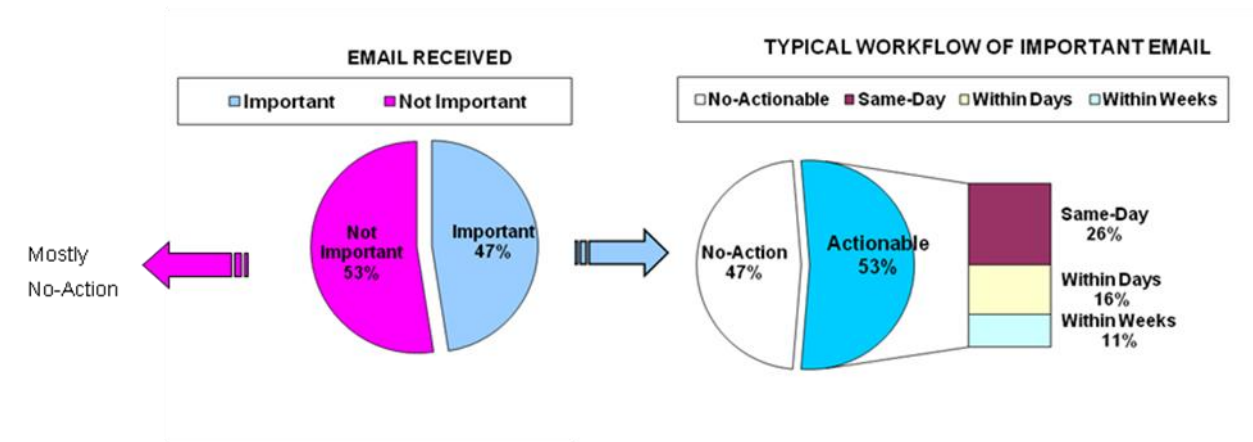 EMAIL RECEIVED
Important Not Important
Not
Important
53%
Important
47%
Mostly
No-Action
TYPICAL WORKFLOW OF IMPORTANT EMAIL
No-Actionable Same-Day Within Days Within Weeks
No-Action
47%
Actionable
53%
Same-Day
26%
Within Days
16%
Within Weeks
11%